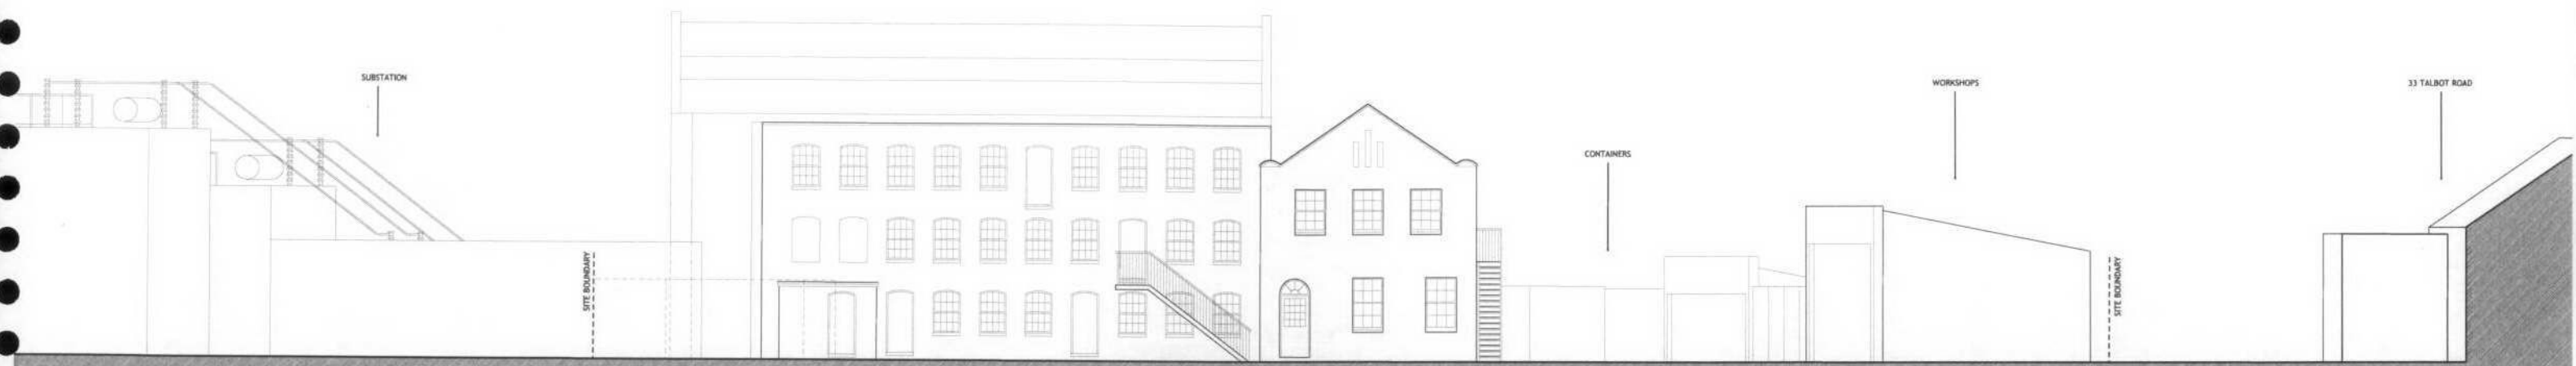 SUBSTATION
SITE BOUNDARY
CONTAINERS
WORKSHOPS
SITE BOUNDARY
33 TALBOT ROAD